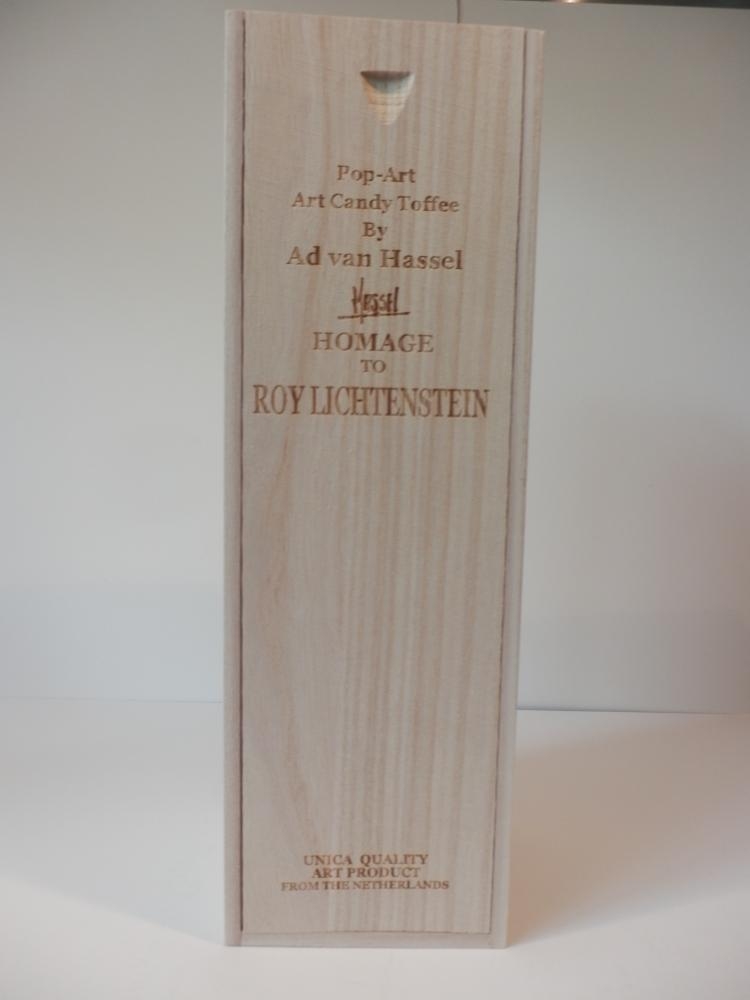 Pop-Art
Art Candy Toffee
By
Ad van Hassel
Hassel
HOMAGE
TO
ROY LICHTENSTEIN
UNICA QUALITY
ART PRODUCT
FROM THE NETHERLANDS